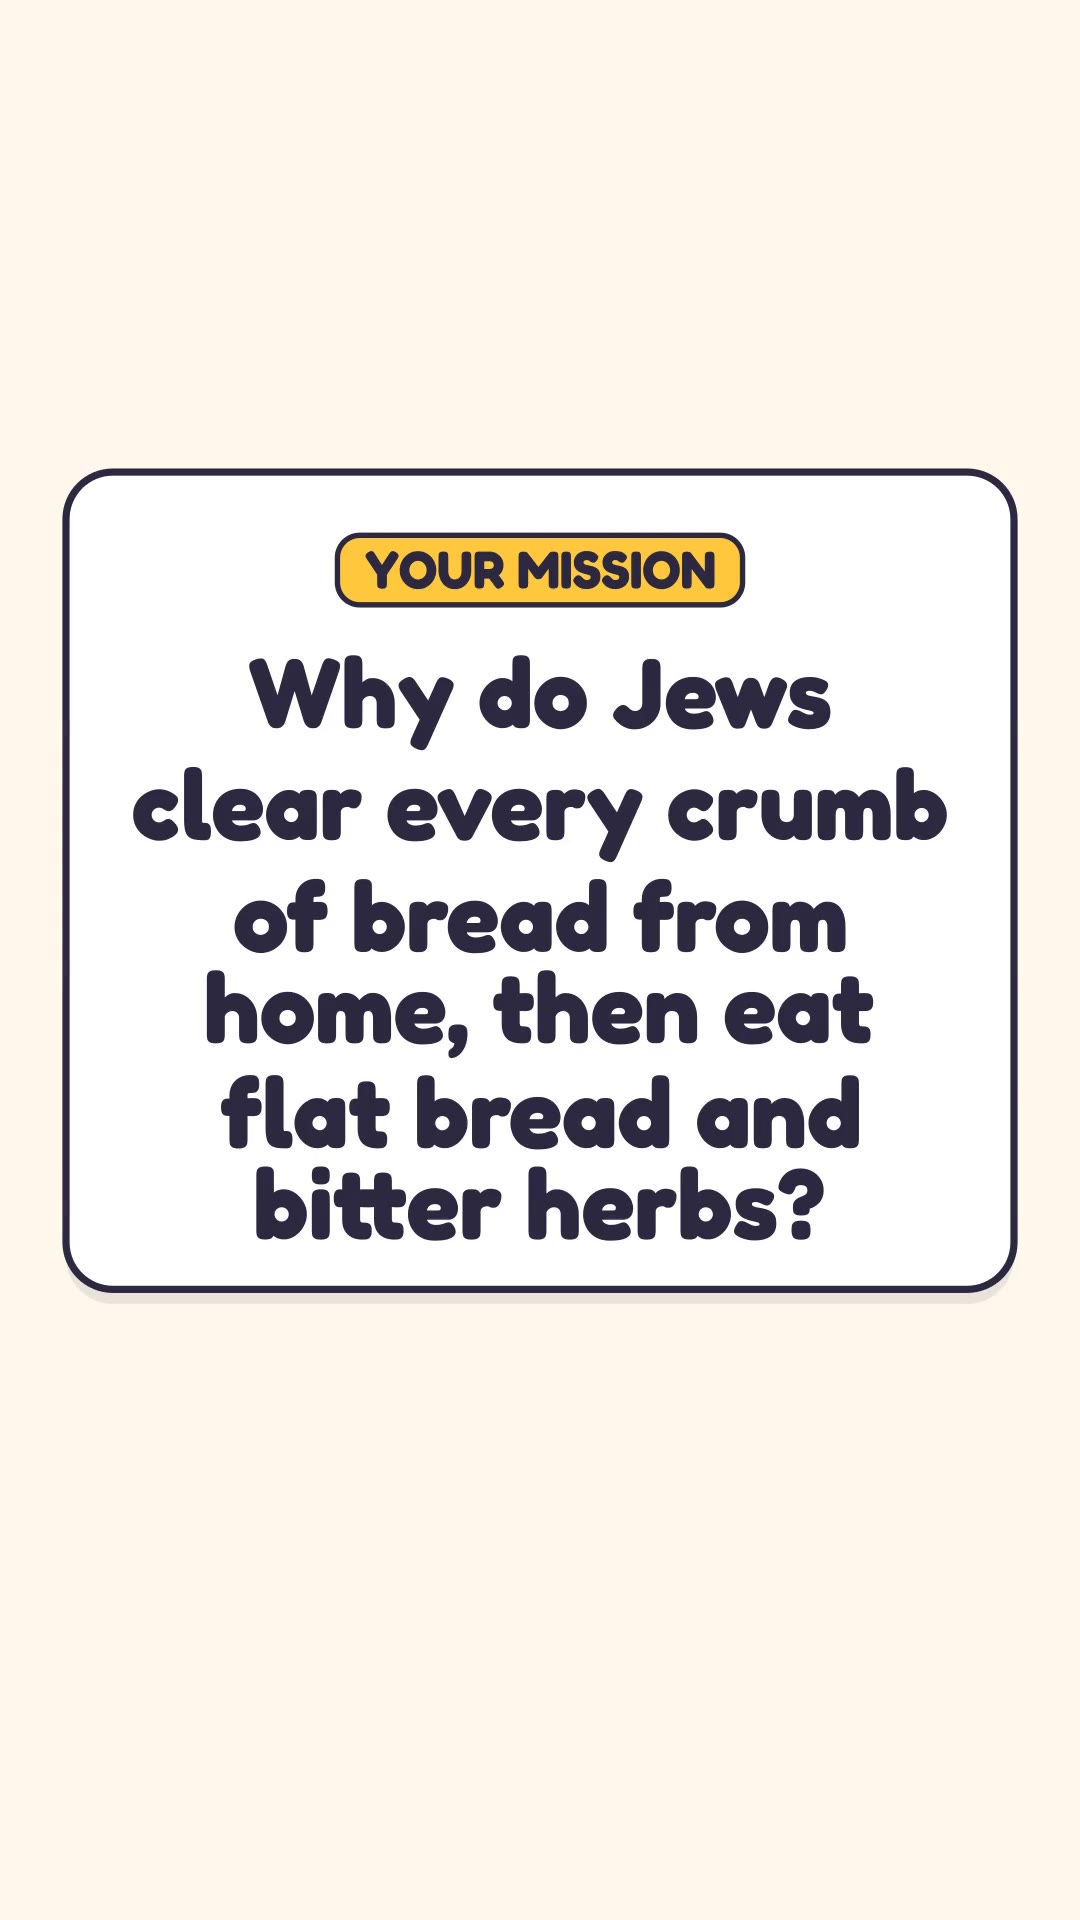 YOUR MISSION
Why do Jews
clear every crumb
of bread from
home, then eat
flat bread and
bitter herbs?